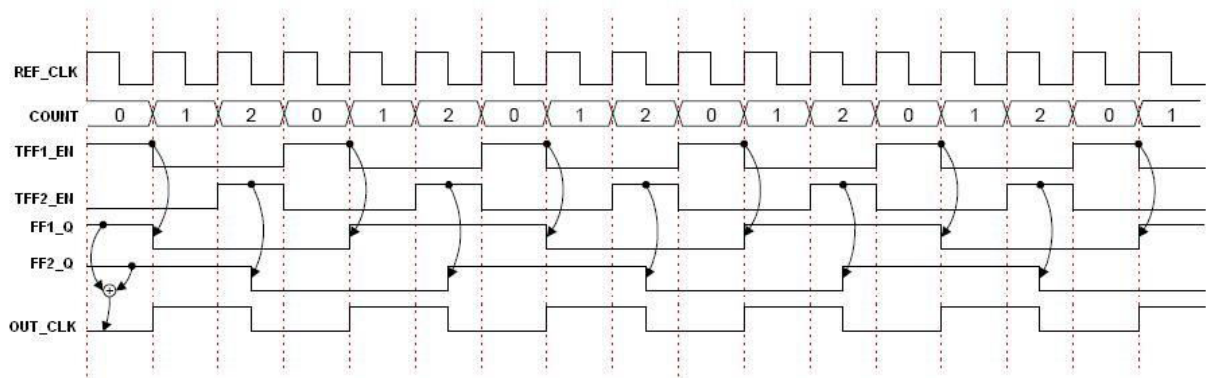 REF_CLK
COUNT 0 1 2 0 1 2 0 1 2 0 1 2 0 1 2 0 1
TFF1_EN
TFF2_EN
FF1_Q
FF2_Q
+
OUT_CLK